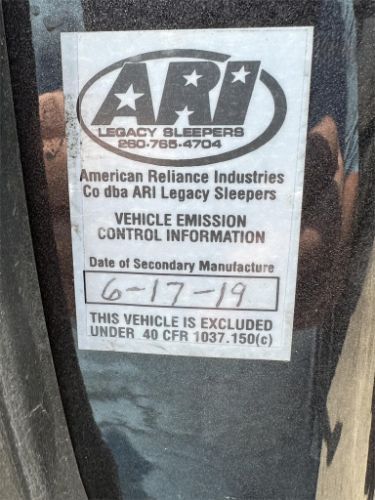 ARI
LEGACY SLEEPERS
260-765-4704
American Reliance Industries
Co dba ARI Legacy Sleepers
VEHICLE EMISSION
CONTROL INFORMATION
Date of Secondary Manufacture
6-17-19
THIS VEHICLE IS EXCLUDED
UNDER 40 CFR 1037.150(c)